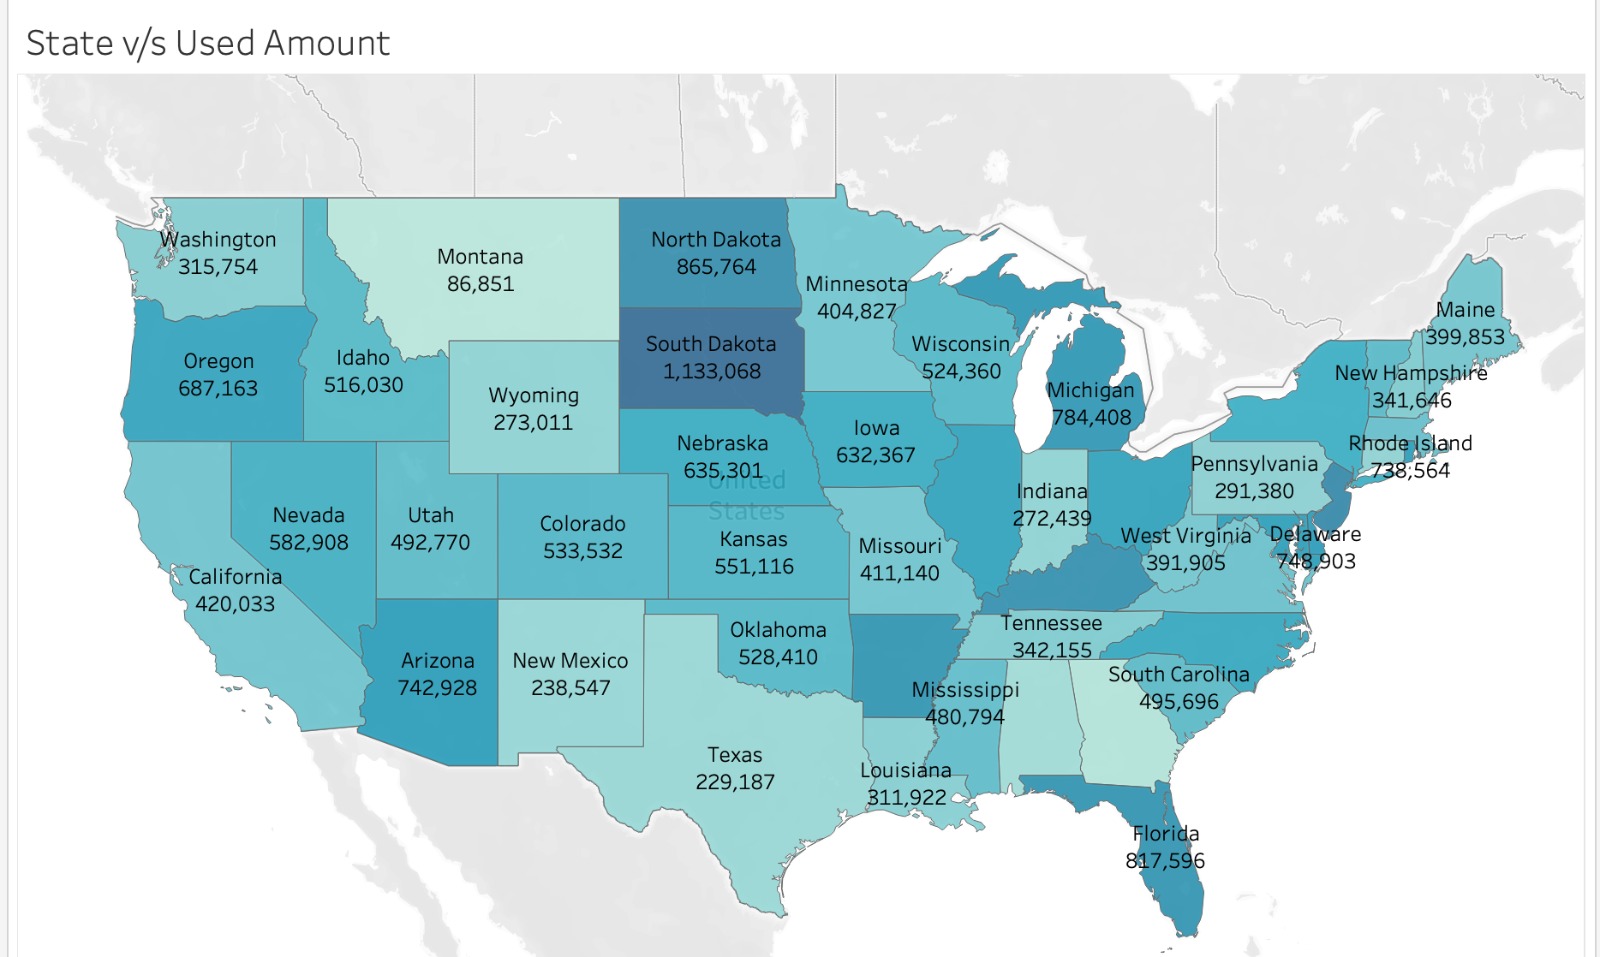 State v/s Used Amount
Washington
315,754
Montana
86,851
North Dakota
865,764
Minnesota
404,827
Maine
399,853
Oregon
687,163
Idaho
516,030
South Dakota
1,133,068
Wisconsin
524,360
Michigan
784,408
New Hampshire
341,646
Wyoming
273,011
Nebraska
635,301
United
States
Iowa
632,367
Rhode Island
738,564
Pennsylvania
291,380
Indiana
272,439
Nevada
582,908
Utah
492,770
Colorado
533,532
Kansas
551,116
Missouri
411,140
West Virginia
391,905
Delaware
748,903
California
420,033
Tennessee
342,155
Arizona
742,928
New Mexico
238,547
Oklahoma
528,410
Mississippi
480,794
South Carolina
495,696
Texas
229,187
Louisiana
311,922
Florida
817,596